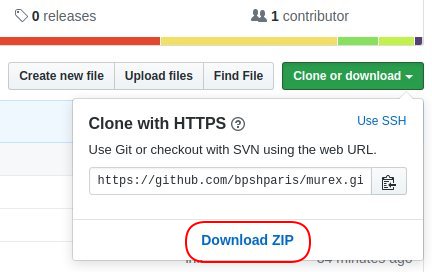 0 releases
1 contributor
Create new file
Upload files
Find File
Clone or download
Clone with HTTPS
Use SSH
Use Git or checkout with SVN using the web URL.
https://github.com/bpshparis/murex.gi
Download ZIP
minutes ago